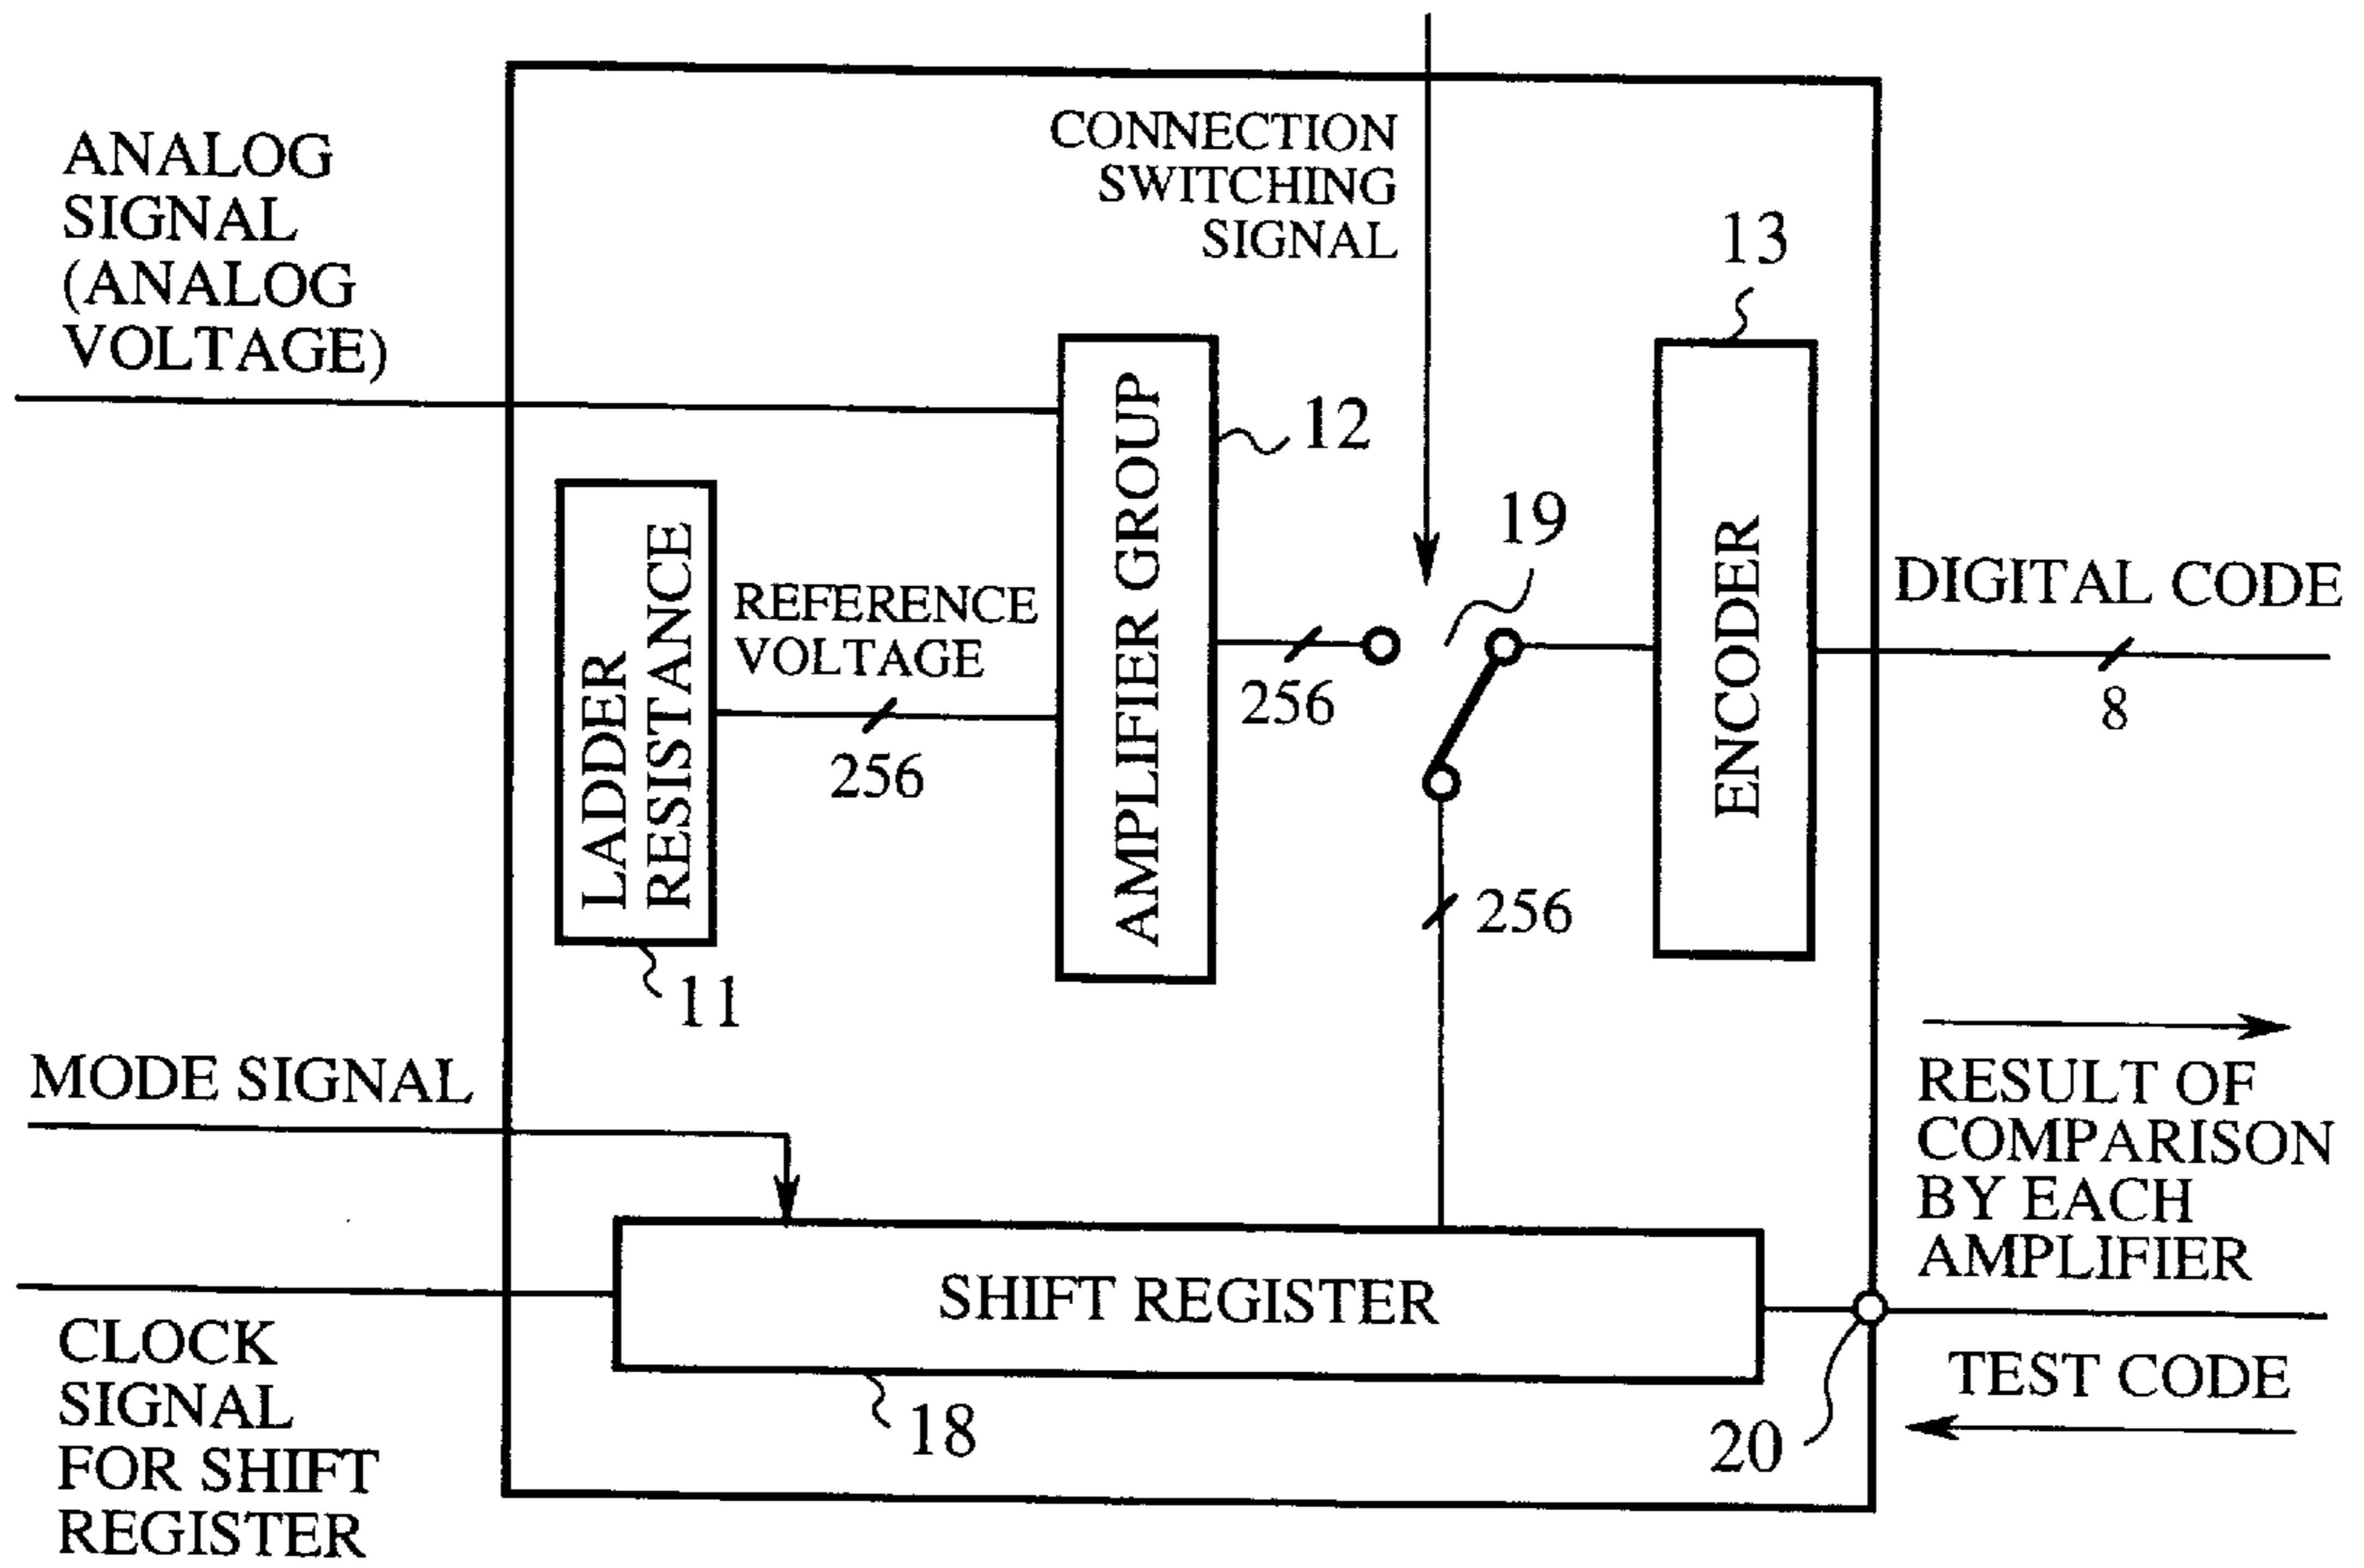 CONNECTION
SWITCHING
SIGNAL
ANALOG
SIGNAL
(ANALOG
VOLTAGE)
13
12
19
LADDER
RESISTANCE
REFERENCE
VOLTAGE
256
AMPLIFIER GROUP
256
ENCODER
DIGITAL CODE
8
256
11
MODE SIGNAL
RESULT OF
COMPARISON
BY EACH
AMPLIFIER
SHIFT REGISTER
CLOCK
SIGNAL
FOR SHIFT
REGISTER
18
20
TEST CODE